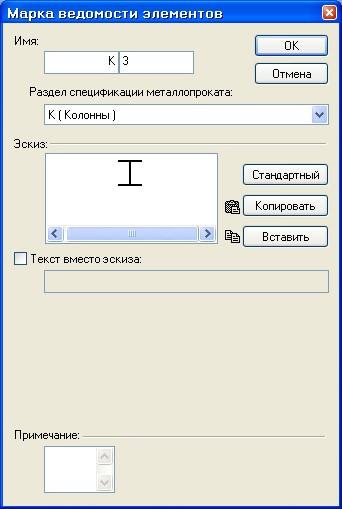 Марка ведомости элементов
Имя:
К 3
OK
Отмена
Раздел спецификации металлопроката:
К ( Колонны )
Эскиз:
Стандартный
Копировать
Вставить
Текст вместо эскиза:
Примечание: